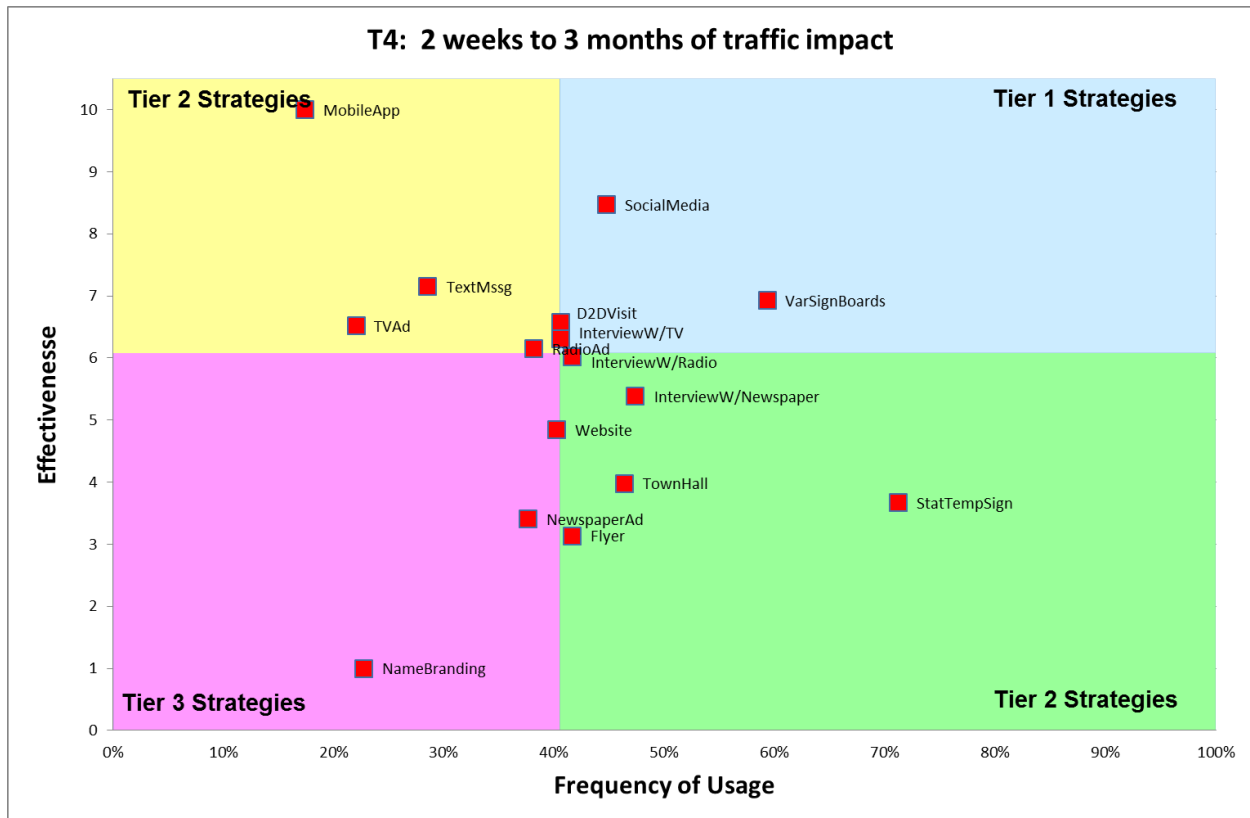 T4: 2 weeks to 3 months of traffic impact
Tier 2 Strategies
Tier 1 Strategies
MobileApp
SocialMedia
TextMssg
VarSignBoards
D2DVisit
TVAd
InterviewW/TV
RadioAd
InterviewW/Radio
InterviewW/Newspaper
Website
TownHall
StatTempSign
NewspaperAd
Flyer
NameBranding
Tier 3 Strategies
Tier 2 Strategies
Effectivenesse
10
9
8
7
6
5
4
3
2
1
0
0% 10% 20% 30% 40% 50% 60% 70% 80% 90% 100%
Frequency of Usage